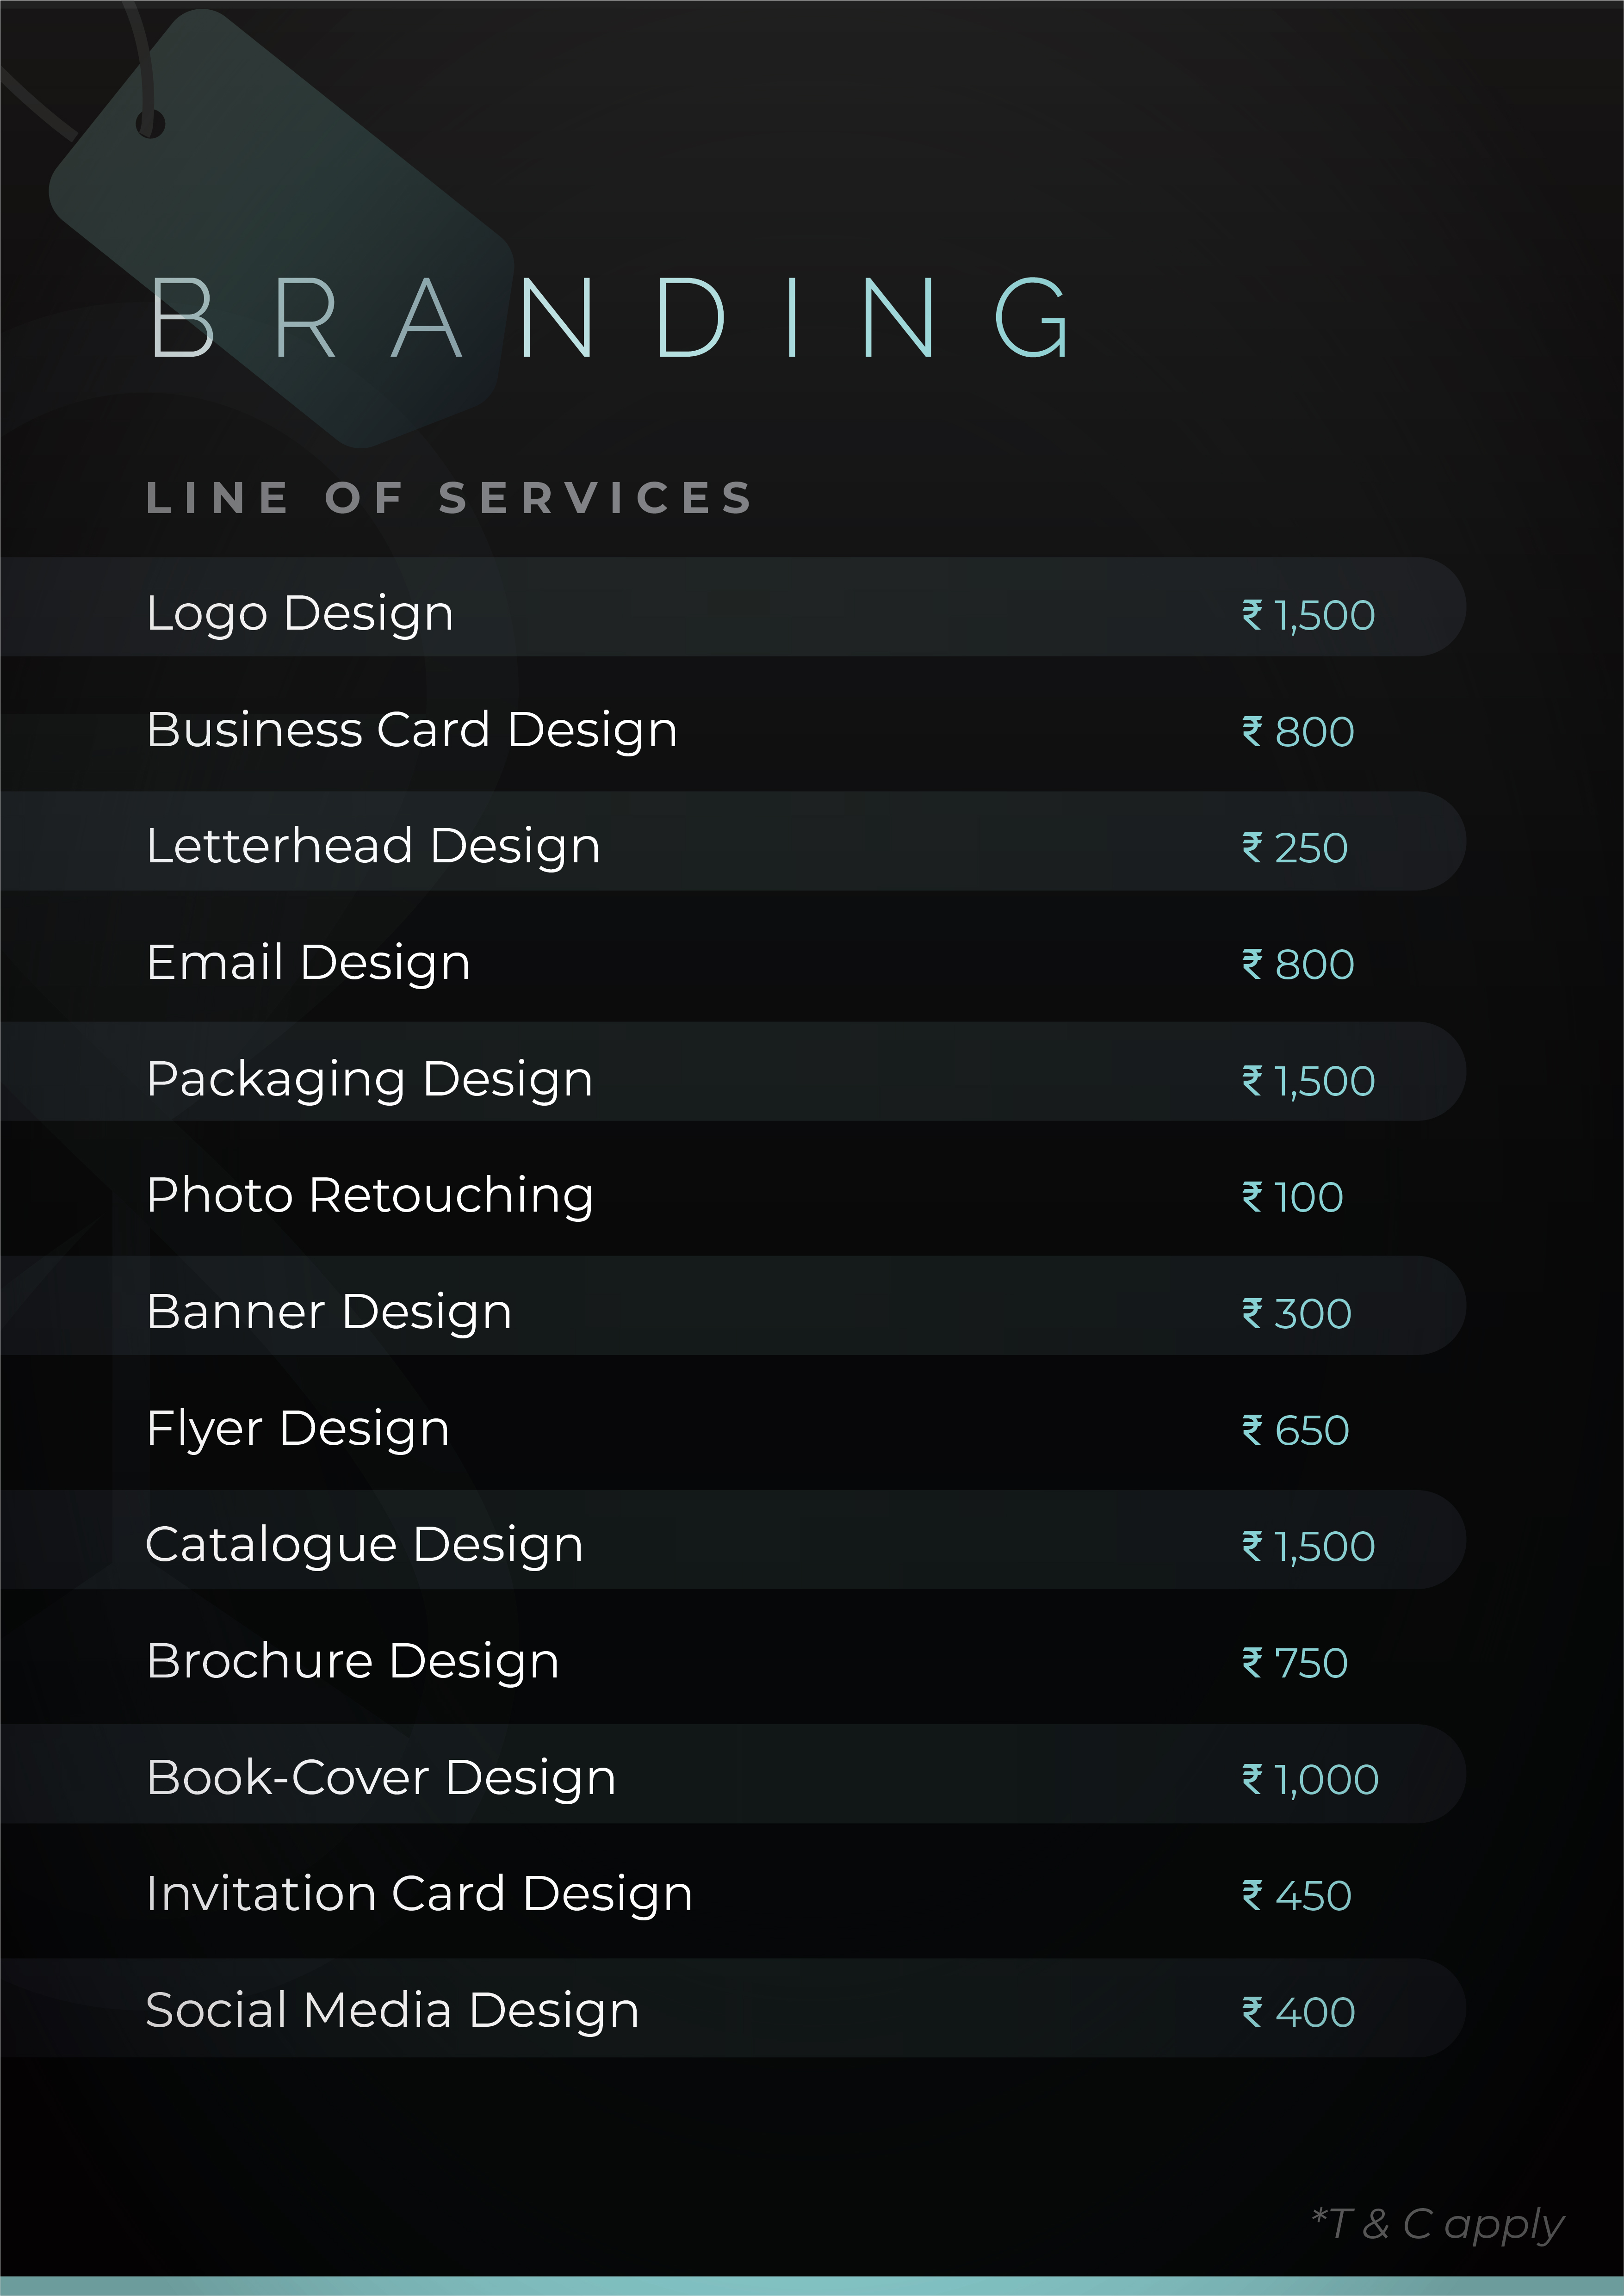 BRANDING
LINE OF SERVICES
Logo Design ₹ 1,500
Business Card Design ₹ 800
Letterhead Design ₹ 250
Email Design ₹ 800
Packaging Design ₹ 1,500
Photo Retouching ₹ 100
Banner Design ₹ 300
Flyer Design ₹ 650
Catalogue Design ₹ 1,500
Brochure Design ₹ 750
Book-Cover Design ₹ 1,000
Invitation Card Design ₹ 450
Social Media Design ₹ 400
*T & C apply